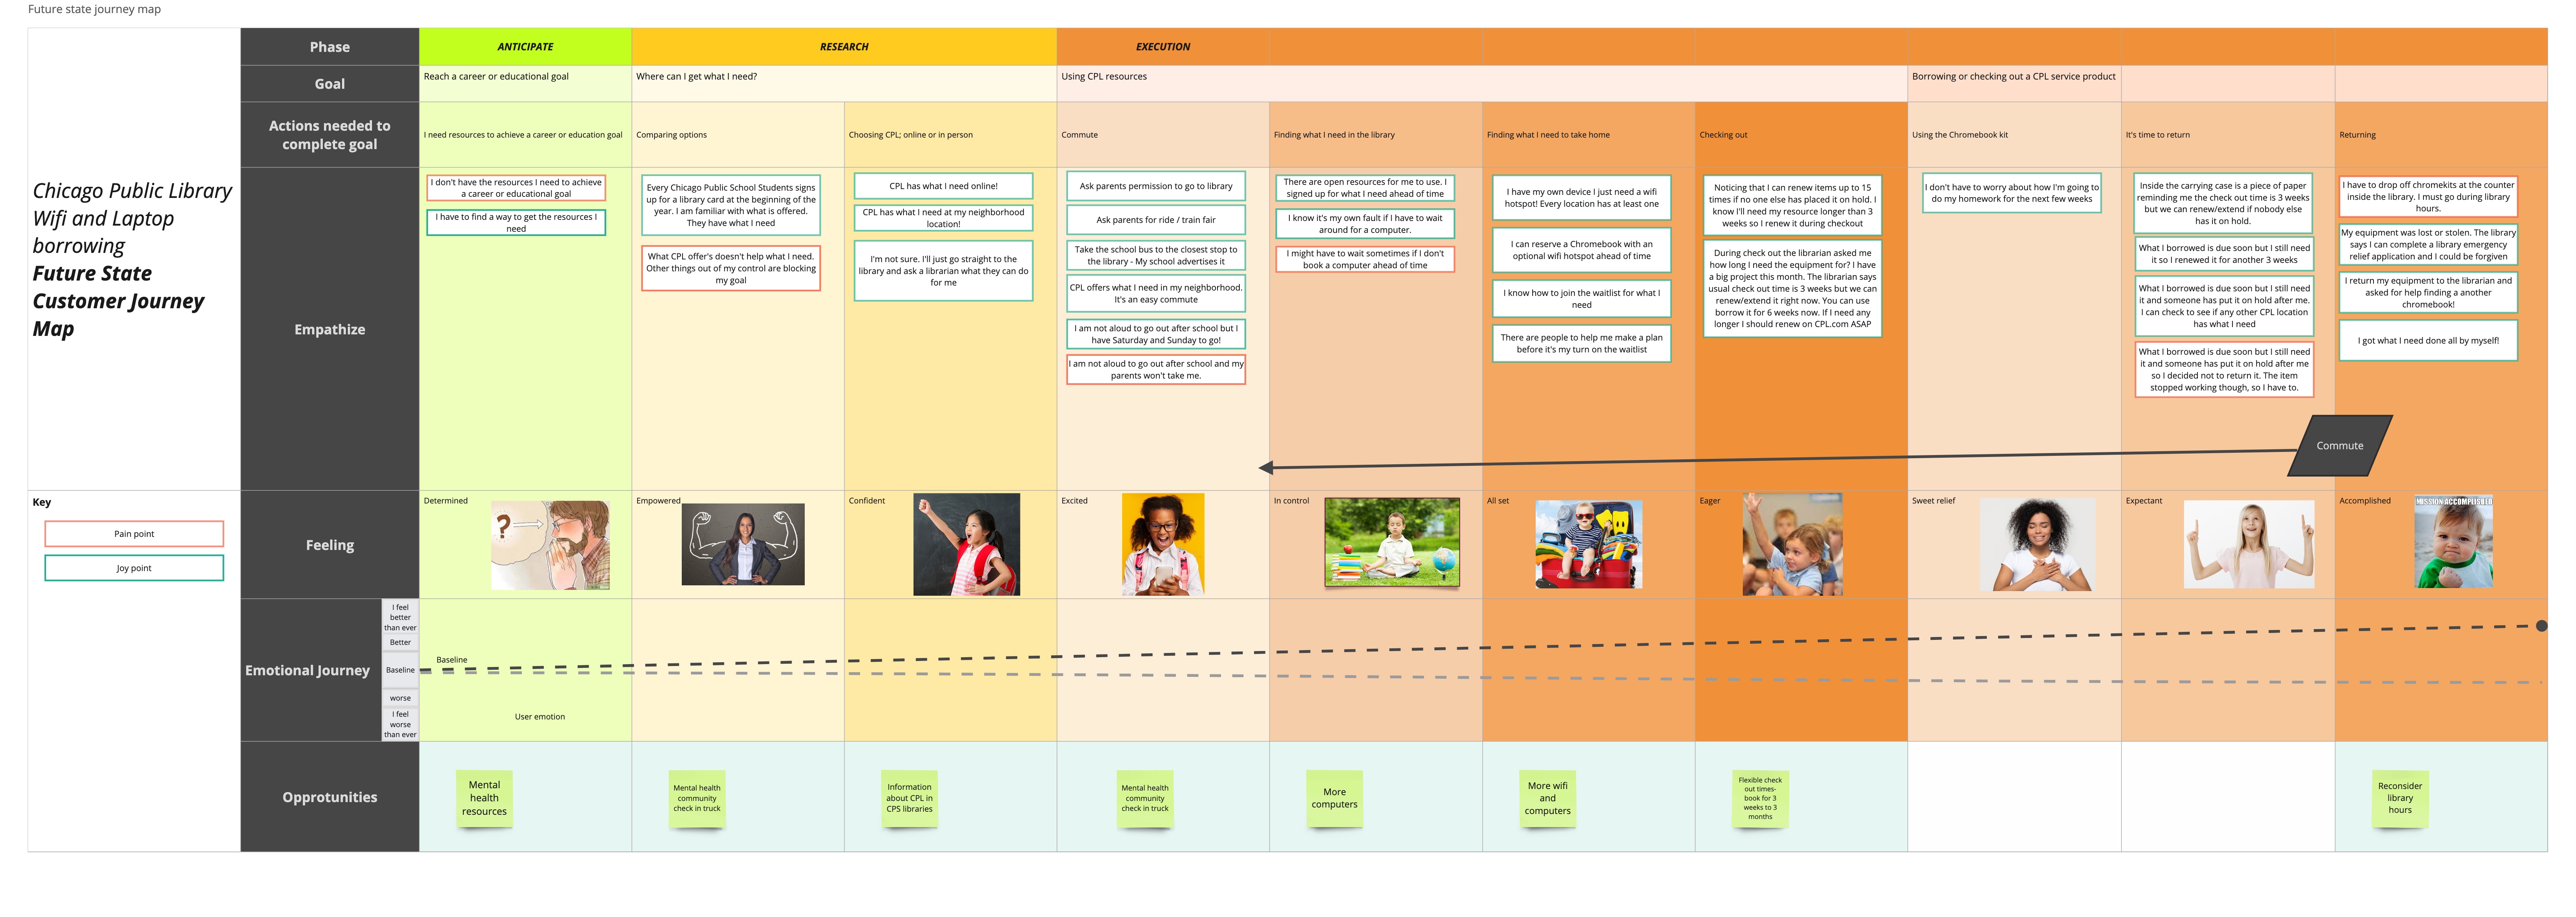 Future state journey map
Chicago Public Library
Wifi and Laptop
borrowing
Future State
Customer Journey
Map
Phase
ANTICIPATE
RESEARCH
EXECUTION
Goal
Reach a career or educational goal
Where can I get what I need?
Using CPL resources
Borrowing or checking out a CPL service product
Actions needed to
complete goal
I need resources to achieve a career or education goal
Comparing options
Choosing CPL; online or in person
Commute
Finding what I need in the library
Finding what I need to take home
Checking out
Using the Chromebook kit
It's time to return
Returning
Empathize
I don't have the resources I need to achieve
a career or educational goal
I have to find a way to get the resources I
need
Every Chicago Public School Students signs
up for a library card at the beginning of the
year. I am familiar with what is offered.
They have what I need
What CPL offer's doesn't help what I need.
Other things out of my control are blocking
my goal
CPL has what I need online!
CPL has what I need at my neighborhood
location!
I'm not sure. I'll just go straight to the
library and ask a librarian what they can do
for me
Ask parents permission to go to library
Ask parents for ride / train fair
Take the school bus to the closest stop to
the library - My school advertises it
CPL offers what I need in my neighborhood.
It's an easy commute
I am not aloud to go out after school but I
have Saturday and Sunday to go!
I am not aloud to go out after school and my
parents won't take me.
There are open resources for me to use. I
signed up for what I need ahead of time
I know it's my own fault if I have to wait
around for a computer.
I might have to wait sometimes if I don't
book a computer ahead of time
I have my own device I just need a wifi
hotspot! Every location has at least one
I can reserve a Chromebook with an
optional wifi hotspot ahead of time
I know how to join the waitlist for what I
need
There are people to help me make a plan
before it's my turn on the waitlist
Noticing that I can renew items up to 15
times if no one else has placed it on hold. I
know I'll need my resource longer than 3
weeks so I renew it during checkout
During check out the librarian asked me
how long I need the equipment for? I have
a big project this month. The librarian says
usual check out time is 3 weeks but we can
renew/extend it right now. You can use
borrow it for 6 weeks now. If I need any
longer I should renew on CPL.com ASAP
I don't have to worry about how I'm going to
do my homework for the next few weeks
Inside the carrying case is a piece of paper
reminding me the check out time is 3 weeks
but we can renew/extend if nobody else
has it on hold.
What I borrowed is due soon but I still need
it so I renewed it for another 3 weeks
What I borrowed is due soon but I still need
it and someone has put it on hold after me.
I can check to see if any other CPL location
has what I need
What I borrowed is due soon but I still need
it and someone has put it on hold after me
so I decided not to return it. The item
stopped working though, so I have to.
I have to drop off chromekits at the counter
inside the library. I must go during library
hours.
My equipment was lost or stolen. The library
says I can complete a library emergency
relief application and I could be forgiven
I return my equipment to the librarian and
asked for help finding a another
chromebook!
I got what I need done all by myself!
Commute
Key
Pain point
Joy point
Feeling
Determined
?
Empowered
Confident
Excited
In control
All set
Eager
Sweet relief
Expectant
Accomplished
MISSION ACCOMPLISHED
Emotional Journey
I feel
better
than ever
Better
Baseline
worse
I feel
worse
than ever
Baseline
User emotion
Opprotunities
Mental
health
resources
Mental health
community
check in truck
Information
about CPL in
CPS libraries
Mental health
community
check in truck
More
computers
More wifi
and
computers
Flexible check
out times-
book for 3
weeks to 3
months
Reconsider
library
hours